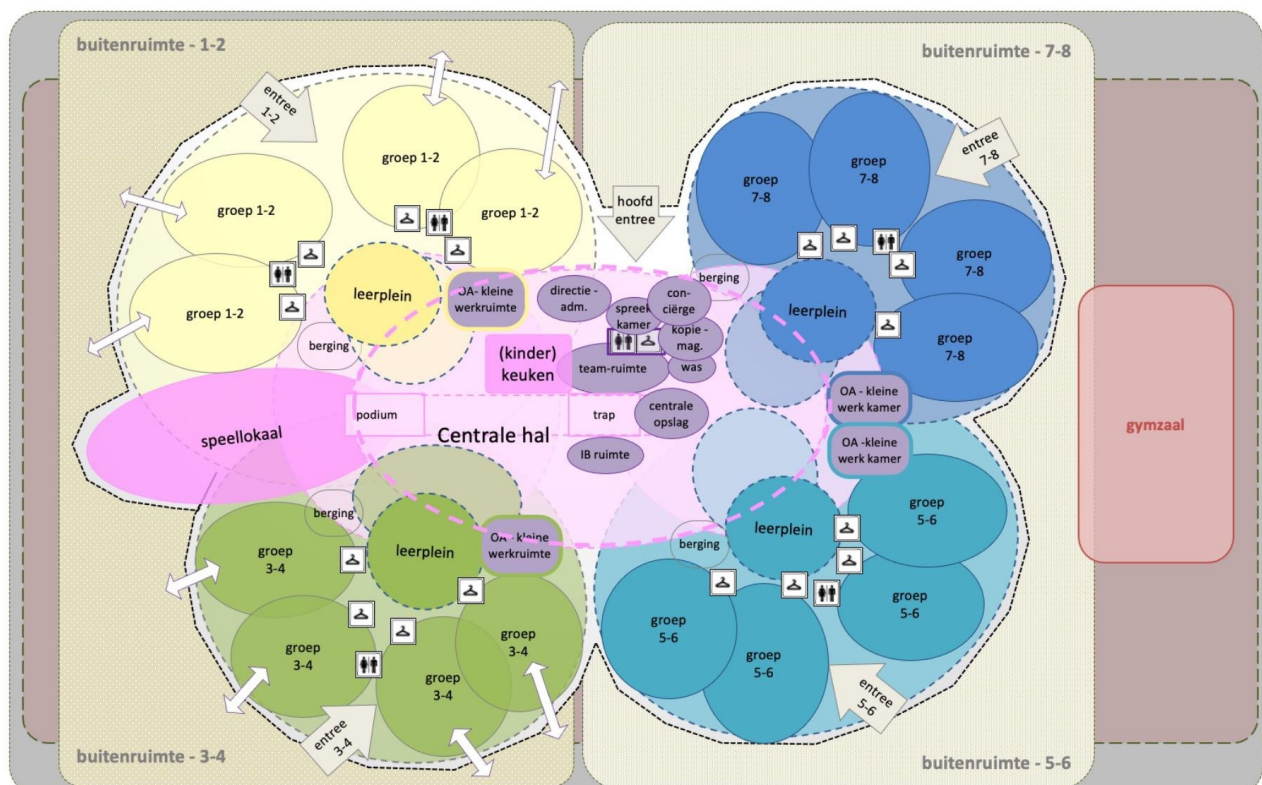 buitenruimte - 1-2
buitenruimte - 7-8
entree
1-2
groep 1-2
groep 1-2
groep 1-2
groep 1-2
leerplein
berging
OA- kleine
werkruimte
hoofd
entree
groep
7-8
groep
7-8
groep
7-8
groep
7-8
entree
7-8
leerplein
berging
directie -
adm.
spreek
kamer
con-
ciërge
kopie -
mag.
was
team-ruimte
(kinder)
keuken
podium
trap
centrale
opslag
Centrale hal
IB ruimte
speellokaal
OA - kleine
werk kamer
OA -kleine
werk kamer
gymzaal
berging
leerplein
OA - kleine
werkruimte
groep
3-4
groep
3-4
groep
3-4
groep
3-4
entree
3-4
berging
leerplein
groep
5-6
groep
5-6
groep
5-6
groep
5-6
entree
5-6
buitenruimte - 3-4
buitenruimte - 5-6